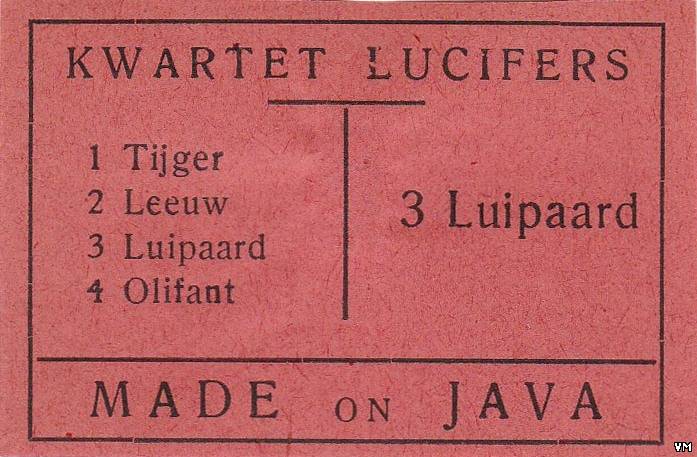 KWARTET LUCIFERS
1 Tijger
2 Leeuw
3 Luipaard
4 Olifant
3 Luipaard
MADE ON JAVA
VM